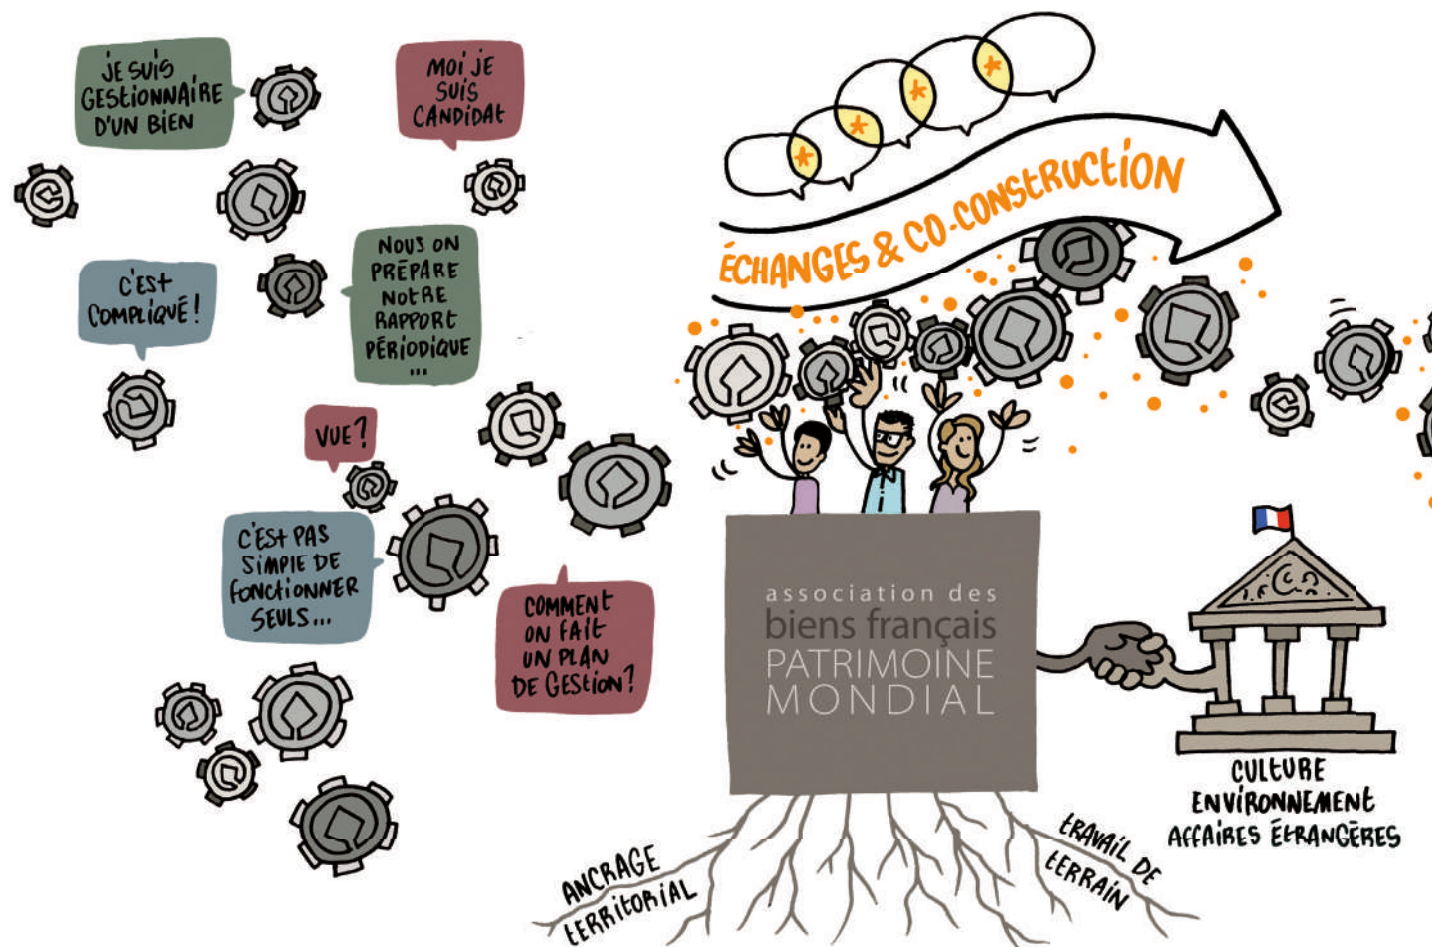 JE SUIS
GESTIONNAIRE
D'UN BIEN
MOI JE
SUIS
CANDIDAT
C'EST
COMPLIQUÉ !
NOUS ON
PRÉPARE
NOTRE
RAPPORT
PÉRIODIQUE
...
VUE ?
C'EST PAS
SIMPLE DE
FONCTIONNER
SEULS...
COMMENT
ON FAIT
UN PLAN
DE GESTION ?
ÉCHANGES & CO-CONSTRUCTION
association des
biens français
PATRIMOINE
MONDIAL
ANCRAGE
TERRITORIAL
TRAVAIL DE
TERRAIN
CULTURE
ENVIRONNEMENT
AFFAIRES ÉTRANGÈRES